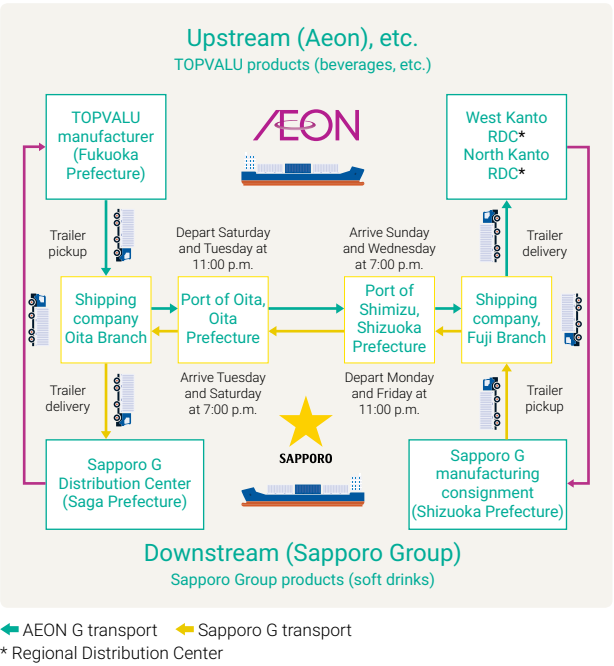 Upstream (Aeon), etc.
TOPVALU products (beverages, etc.)
TOPVALU
manufacturer
(Fukuoka
Prefecture)
ÆON
West Kanto
RDC*
North Kanto
RDC*
Trailer
pickup
Depart Saturday
and Tuesday at
11:00 p.m.
Arrive Sunday
and Wednesday
at 7:00 p.m.
Trailer
delivery
Shipping
company
Oita Branch
Port of Oita,
Oita
Prefecture
Port of
Shimizu,
Shizuoka
Prefecture
Shipping
company,
Fuji Branch
Trailer
delivery
Arrive Tuesday
and Saturday
at 7:00 p.m.
Depart Monday
and Friday at
11:00 p.m.
Trailer
pickup
SAPPORO
Sapporo G
Distribution Center
(Saga Prefecture)
Sapporo G
manufacturing
consignment
(Shizuoka Prefecture)
Downstream (Sapporo Group)
Sapporo Group products (soft drinks)
AEON G transport
Sapporo G transport
* Regional Distribution Center